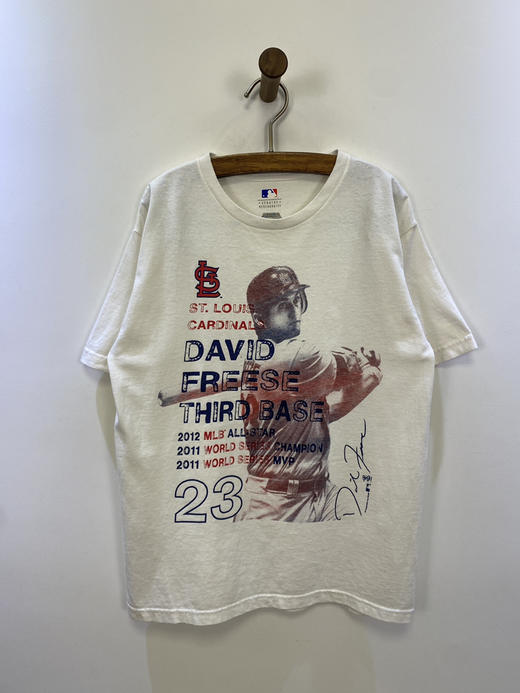 STL
ST. LOUIS
CARDINALS
DAVID
FREESE
THIRD BASE
2012 MLB ALL-STAR
2011 WORLD SERIES CHAMPION
2011 WORLD SERIES MVP
23